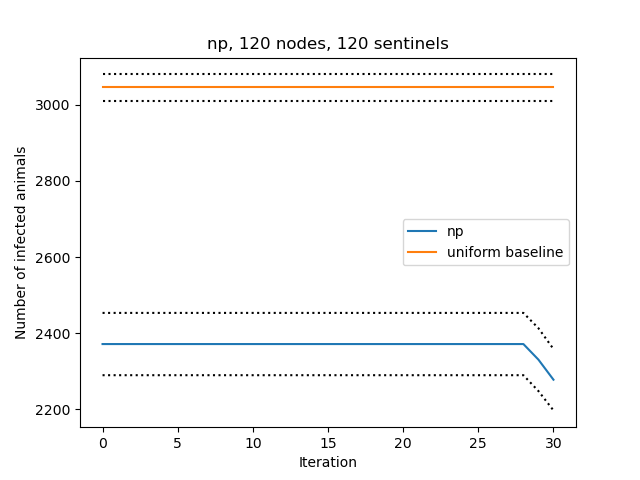 np, 120 nodes, 120 sentinels
Number of infected animals
3000
2800
2600
2400
2200
np
uniform baseline
0 5 10 15 20 25 30
Iteration